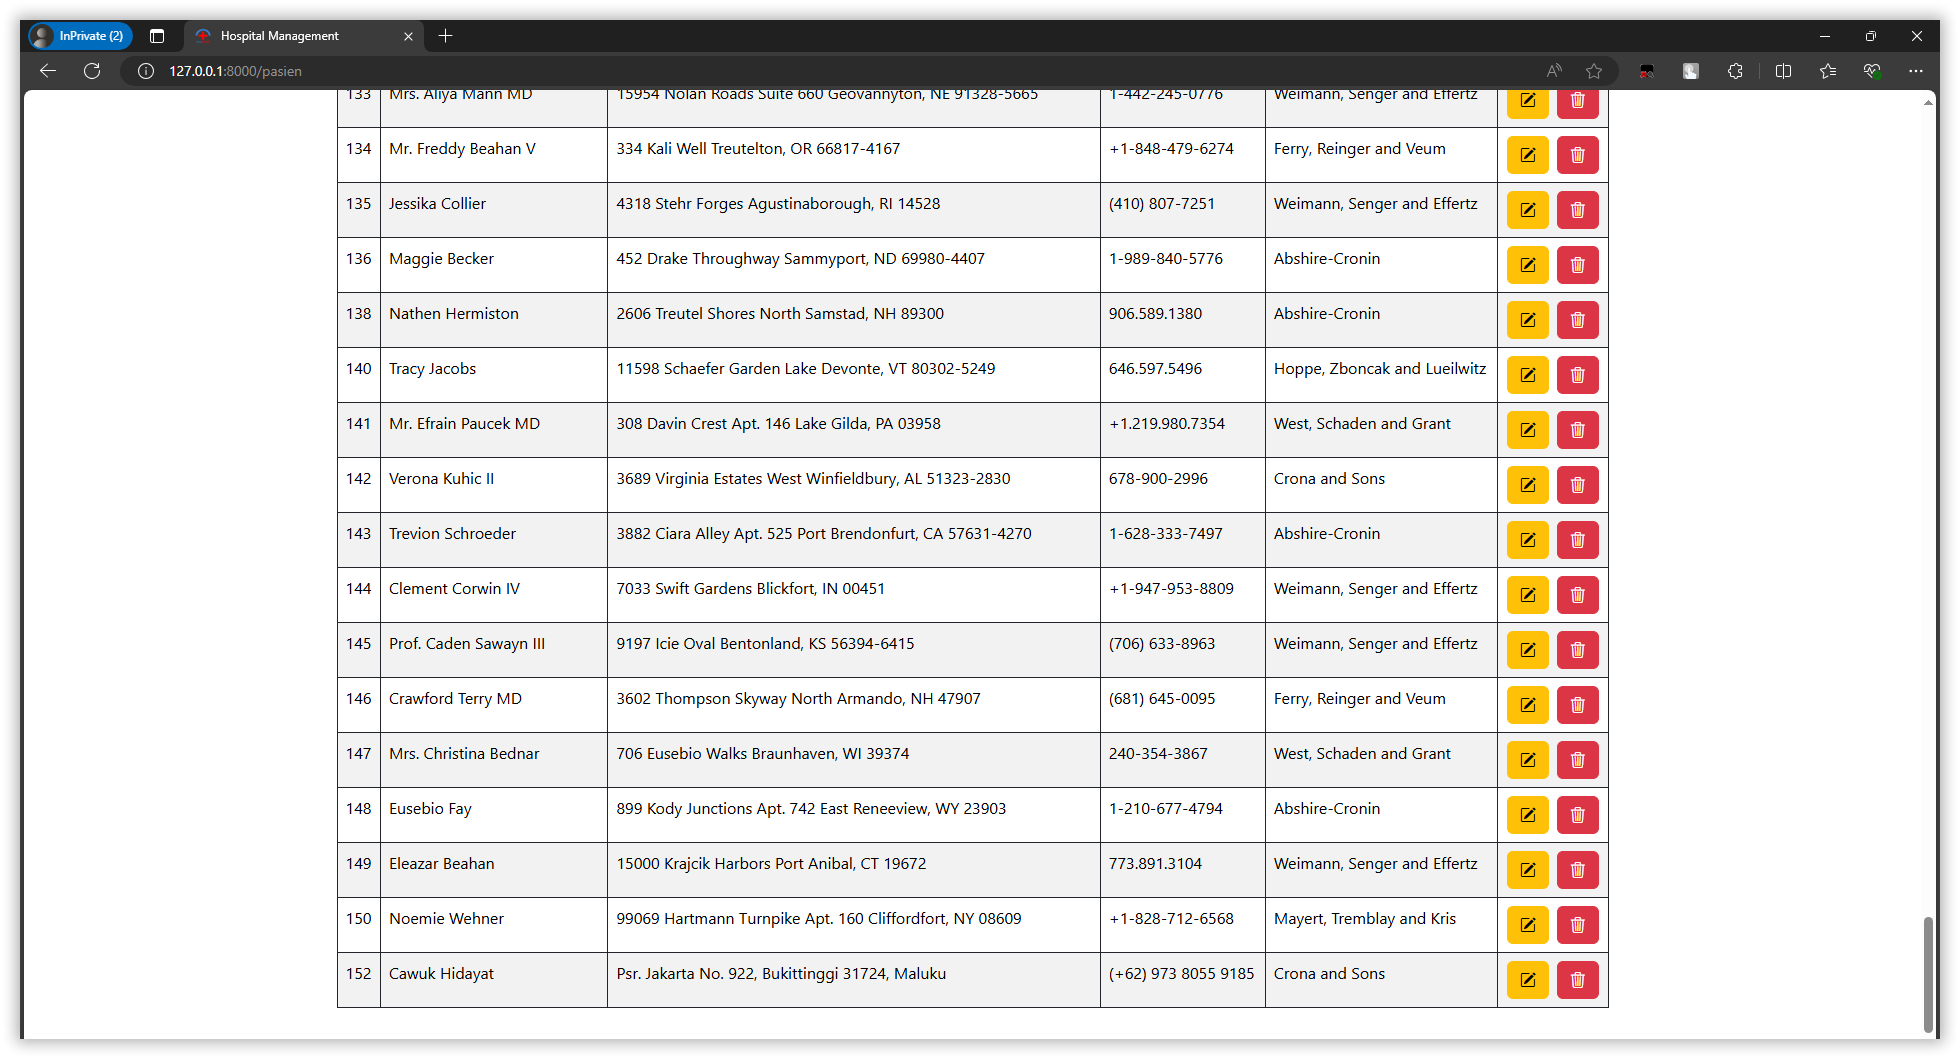 InPrivate (2)
Hospital Management
127.0.0.1:8000/pasien
133 Mrs. Aliya Mann MD 15954 Nolan Roads Suite 660 Geovannyton, NE 91328-5665 1-442-245-0776 Weimann, Senger and Effertz
134 Mr. Freddy Beahan V 334 Kali Well Treutelton, OR 66817-4167 +1-848-479-6274 Ferry, Reinger and Veum
135 Jessika Collier 4318 Stehr Forges Agustinaborough, RI 14528 (410) 807-7251 Weimann, Senger and Effertz
136 Maggie Becker 452 Drake Throughway Sammyport, ND 69980-4407 1-989-840-5776 Abshire-Cronin
138 Nathen Hermiston 2606 Treutel Shores North Samstad, NH 89300 906.589.1380 Abshire-Cronin
140 Tracy Jacobs 11598 Schaefer Garden Lake Devonte, VT 80302-5249 646.597.5496 Hoppe, Zboncak and Lueilwitz
141 Mr. Efrain Paucek MD 308 Davin Crest Apt. 146 Lake Gilda, PA 03958 +1.219.980.7354 West, Schaden and Grant
142 Verona Kuhic II 3689 Virginia Estates West Winfieldbury, AL 51323-2830 678-900-2996 Crona and Sons
143 Trevion Schroeder 3882 Ciara Alley Apt. 525 Port Brendonfurt, CA 57631-4270 1-628-333-7497 Abshire-Cronin
144 Clement Corwin IV 7033 Swift Gardens Blickfort, IN 00451 +1-947-953-8809 Weimann, Senger and Effertz
145 Prof. Caden Sawayn III 9197 Icie Oval Bentonland, KS 56394-6415 (706) 633-8963 Weimann, Senger and Effertz
146 Crawford Terry MD 3602 Thompson Skyway North Armando, NH 47907 (681) 645-0095 Ferry, Reinger and Veum
147 Mrs. Christina Bednar 706 Eusebio Walks Braunhaven, WI 39374 240-354-3867 West, Schaden and Grant
148 Eusebio Fay 899 Kody Junctions Apt. 742 East Reneeview, WY 23903 1-210-677-4794 Abshire-Cronin
149 Eleazar Beahan 15000 Krajcik Harbors Port Anibal, CT 19672 773.891.3104 Weimann, Senger and Effertz
150 Noemie Wehner 99069 Hartmann Turnpike Apt. 160 Cliffordfort, NY 08609 +1-828-712-6568 Mayert, Tremblay and Kris
152 Cawuk Hidayat Psr. Jakarta No. 922, Bukittinggi 31724, Maluku (+62) 973 8055 9185 Crona and Sons